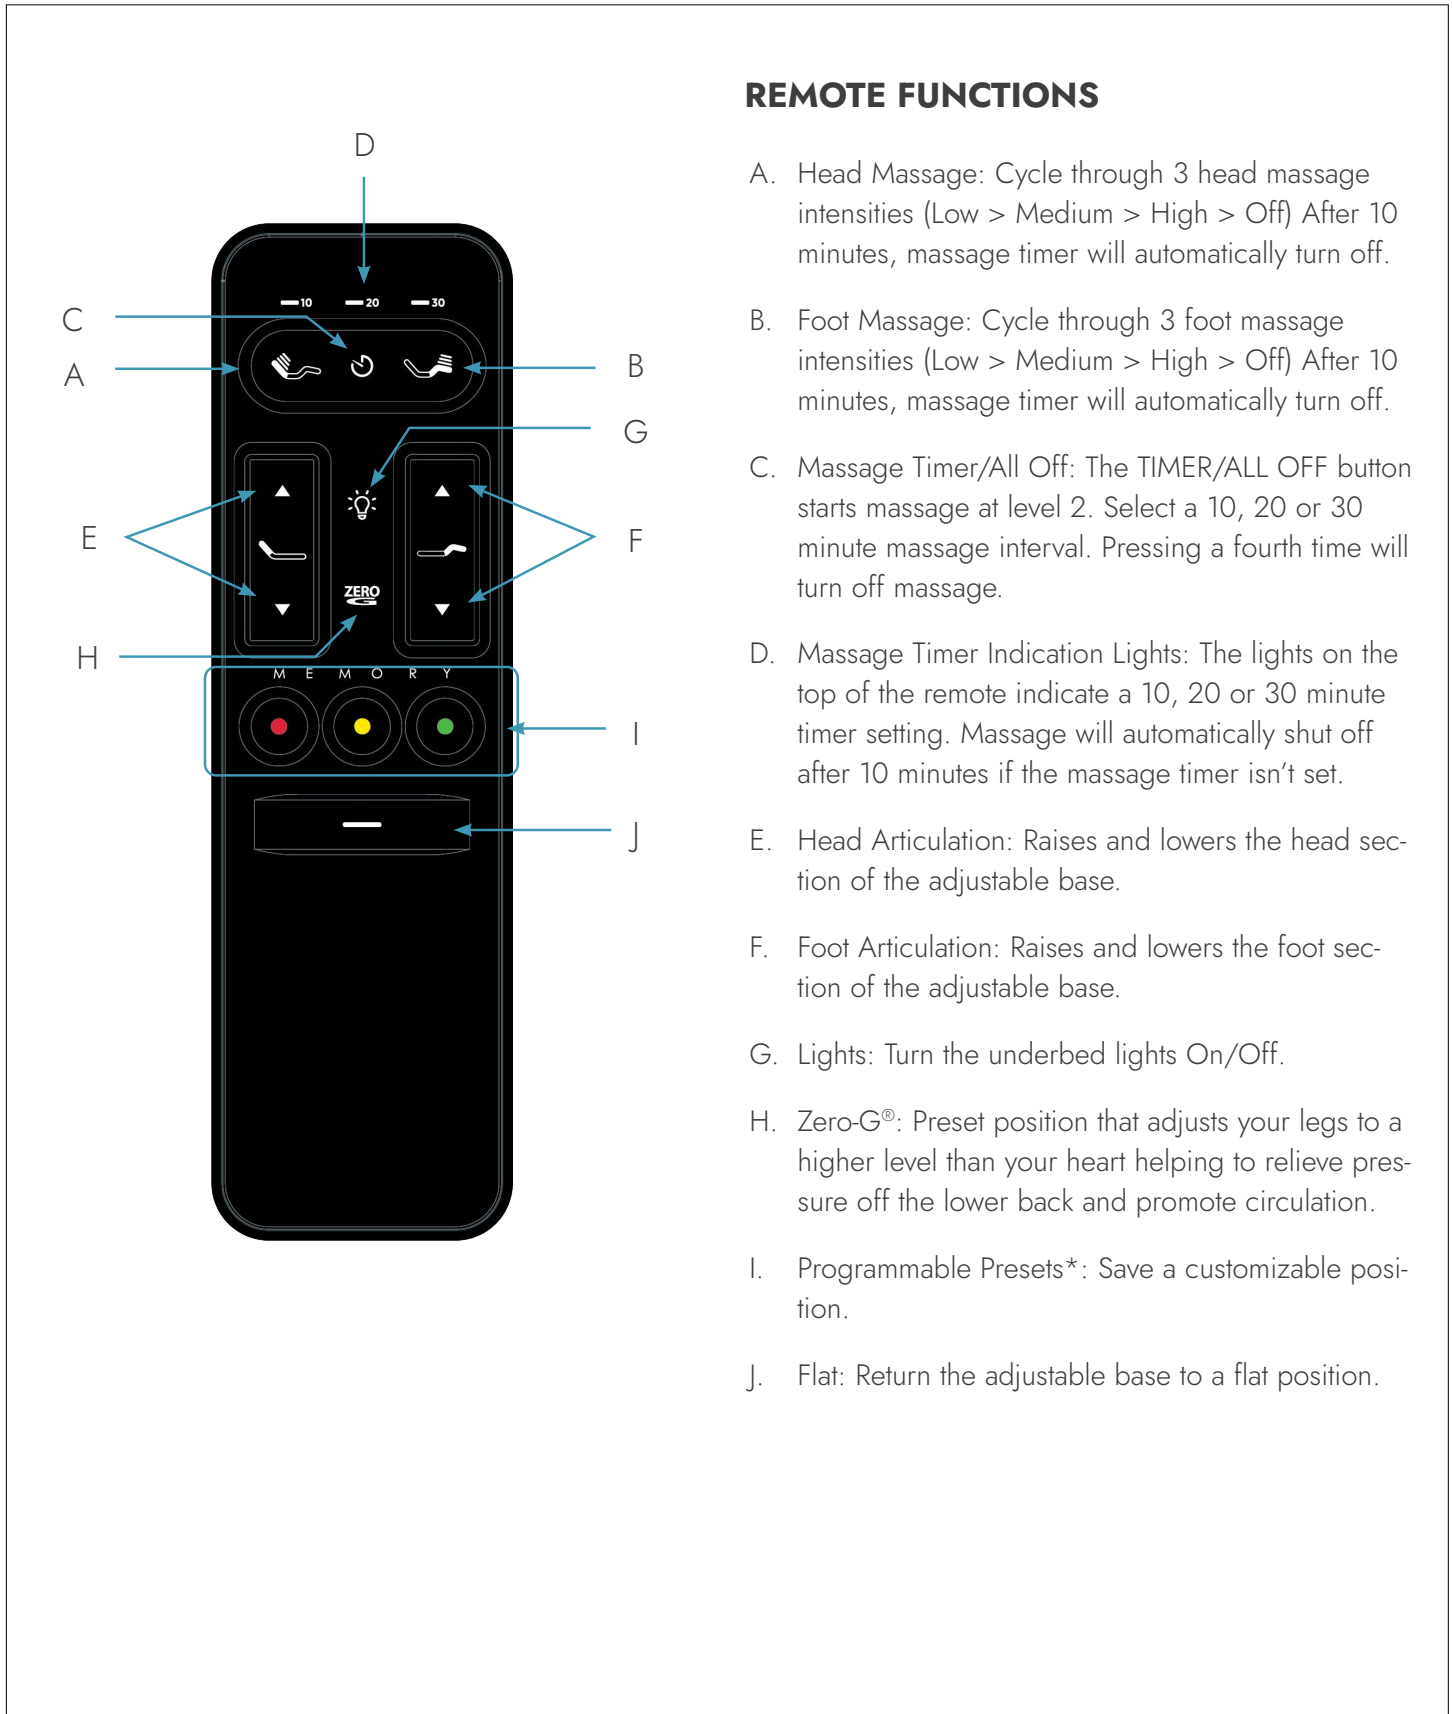 REMOTE FUNCTIONS
D
10
20
30
C
A
B
G
E
F
ZERO
G
H
MEMORY
I
J
A. Head Massage: Cycle through 3 head massage
intensities (Low > Medium > High > Off) After 10
minutes, massage timer will automatically turn off.
B. Foot Massage: Cycle through 3 foot massage
intensities (Low > Medium > High > Off) After 10
minutes, massage timer will automatically turn off.
C. Massage Timer/All Off: The TIMER/ALL OFF button
starts massage at level 2. Select a 10, 20 or 30
minute massage interval. Pressing a fourth time will
turn off massage.
D. Massage Timer Indication Lights: The lights on the
top of the remote indicate a 10, 20 or 30 minute
timer setting. Massage will automatically shut off
after 10 minutes if the massage timer isn't set.
E. Head Articulation: Raises and lowers the head sec-
tion of the adjustable base.
F. Foot Articulation: Raises and lowers the foot sec-
tion of the adjustable base.
G. Lights: Turn the underbed lights On/Off.
H. Zero-G®: Preset position that adjusts your legs to a
higher level than your heart helping to relieve pres-
sure off the lower back and promote circulation.
I. Programmable Presets*: Save a customizable posi-
tion.
J. Flat: Return the adjustable base to a flat position.